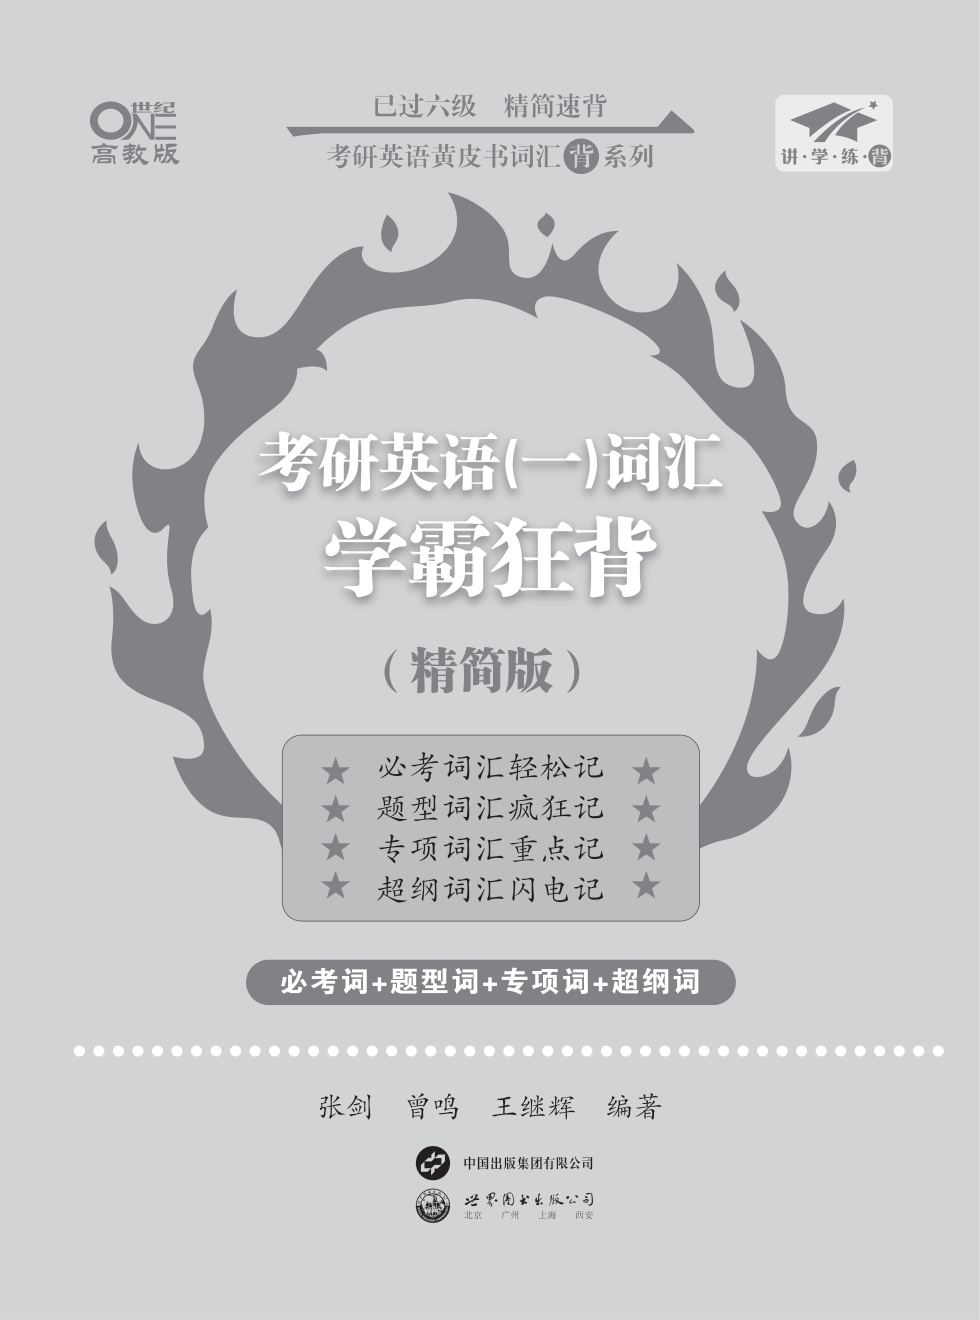 世纪
ONE
高教版
已过六级 精简速背
考研英语黄皮书词汇背系列
讲·学·练·背
考研英语(一)词汇
学霸狂背
(精简版)
★ 必考词汇轻松记 ★
★ 题型词汇疯狂记 ★
★ 专项词汇重点记 ★
★ 超纲词汇闪电记 ★
必考词+题型词+专项词+超纲词
张剑 曾鸣 王继辉 编著
中国出版集团有限公司
世界图书出版公司
北京 广州 上海 西安